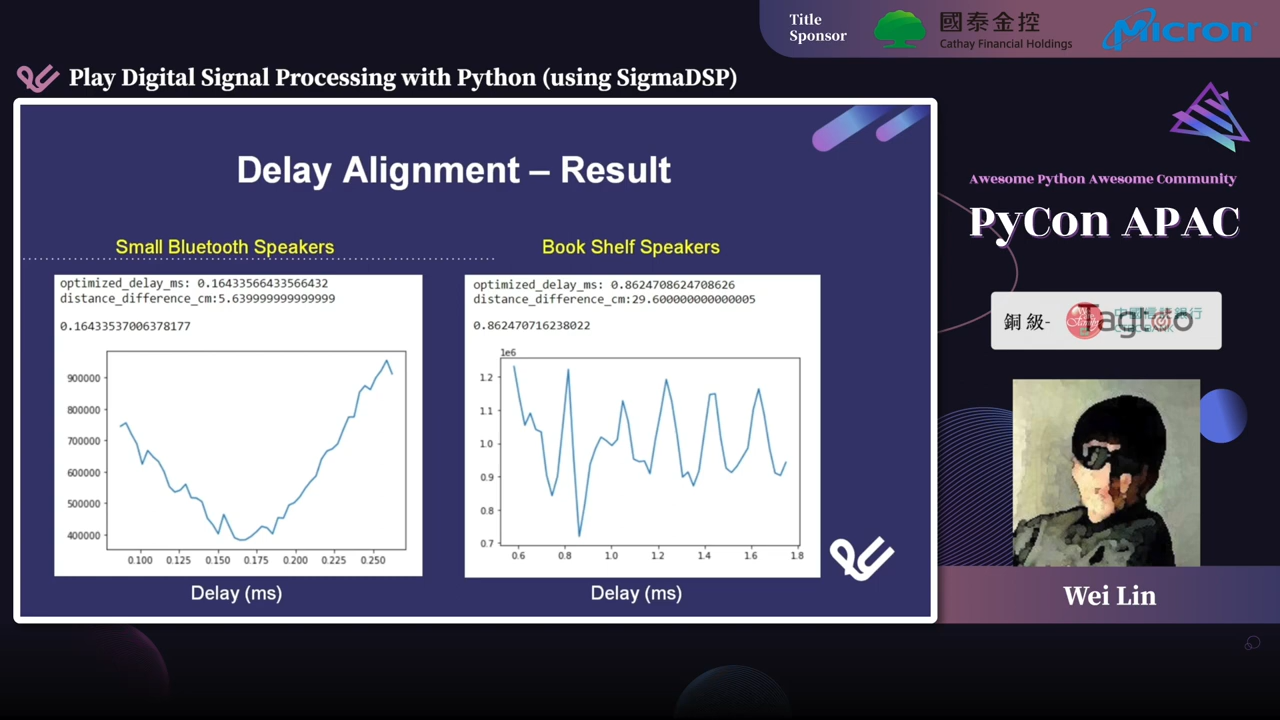 Title
Sponsor
國泰金控
Cathay Financial Holdings
Micron
Play Digital Signal Processing with Python (using SigmaDSP)
Delay Alignment – Result
Small Bluetooth Speakers
optimized_delay_ms: 0.16433566433566432
distance_difference_cm:5.639999999999999
0.16433537006378177
900000
800000
700000
600000
500000
400000
0.100 0.125 0.150 0.175 0.200 0.225 0.250
Delay (ms)
Book Shelf Speakers
optimized_delay_ms: 0.8624708624708626
distance_difference_cm:29.600000000000005
0.862470716238022
1e6
1.2
1.1
1.0
0.9
0.8
0.7
0.6 0.8 1.0 1.2 1.4 1.6 1.8
Delay (ms)
Awesome Python Awesome Community
PyCon APAC
銅級-
Tagtoo
Wei Lin